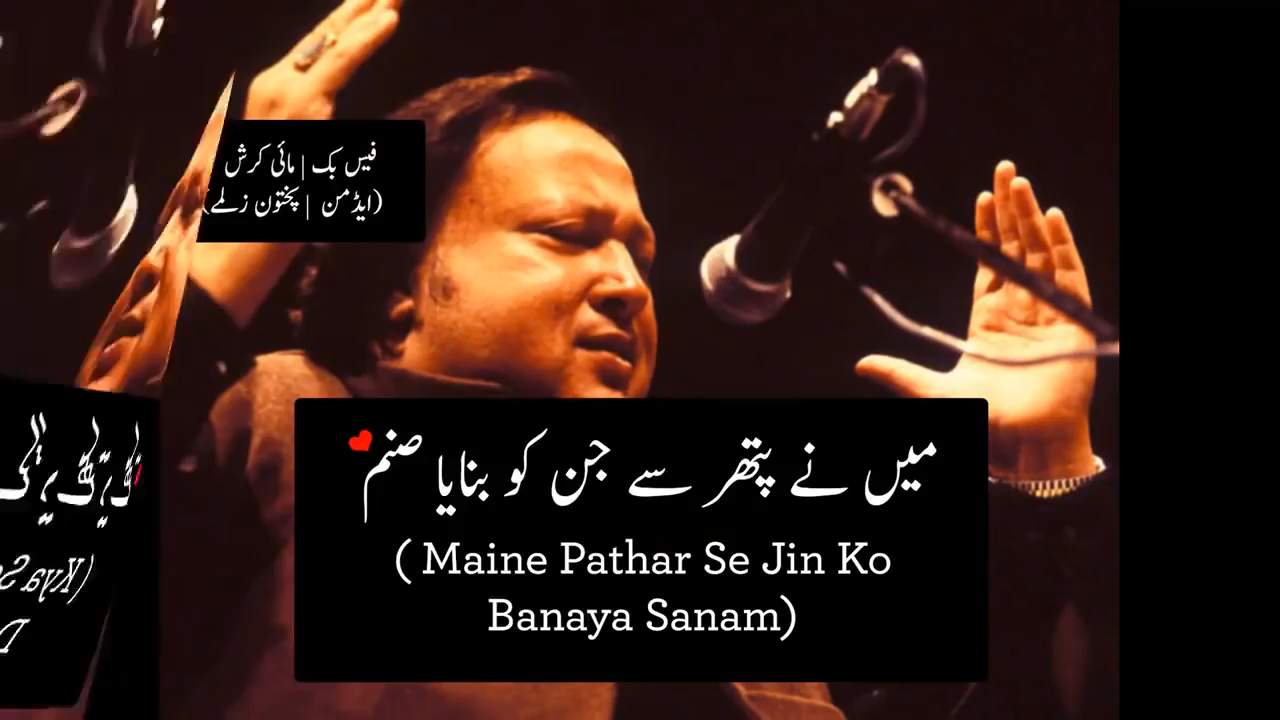 فیس بک | مائی کرش
(ایڈمن | پختون زلمے)
میں نے پتھر سے جن کو بنایا صنم
( Maine Pathar Se Jin Ko
Banaya Sanam)
(Kya S
D